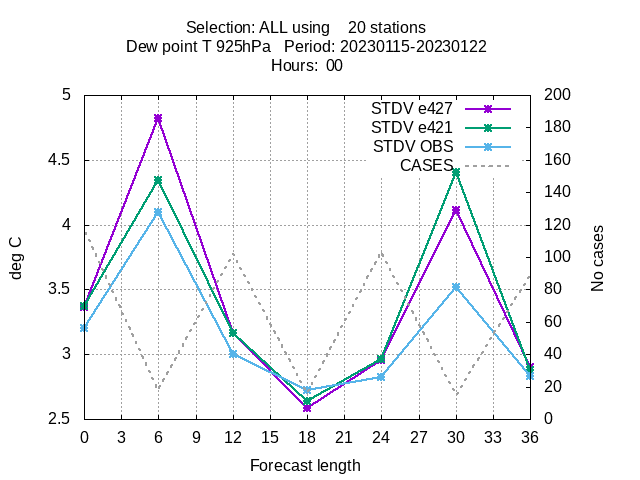 Selection: ALL using    20 stations
Dew point T 925hPa   Period: 20230115-20230122
Hours:  00
STDV e427
STDV e421
STDV OBS
CASES
5
4.5
4
3.5
3
2.5
200
180
160
140
120
100
80
60
40
20
0
deg C
No cases
0 3 6 9 12 15 18 21 24 27 30 33 36
Forecast length